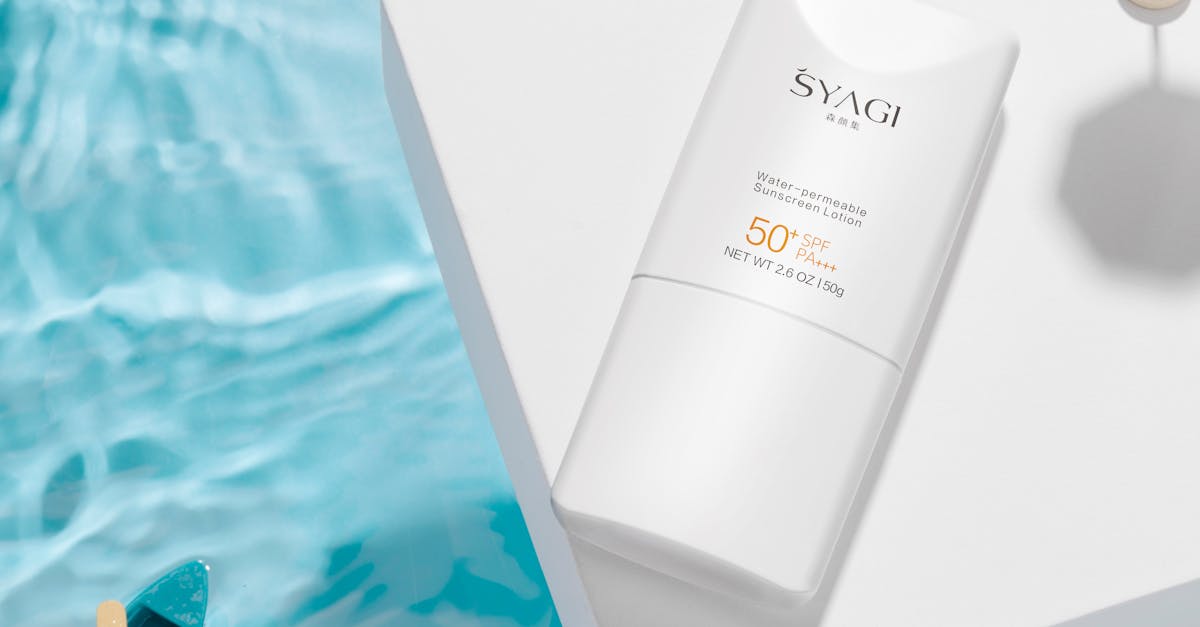 ŠYAGI
森颜集
Water-permeable
Sunscreen Lotion
50+ SPF
PA+++
NET WT 2.6 OZ I 50g